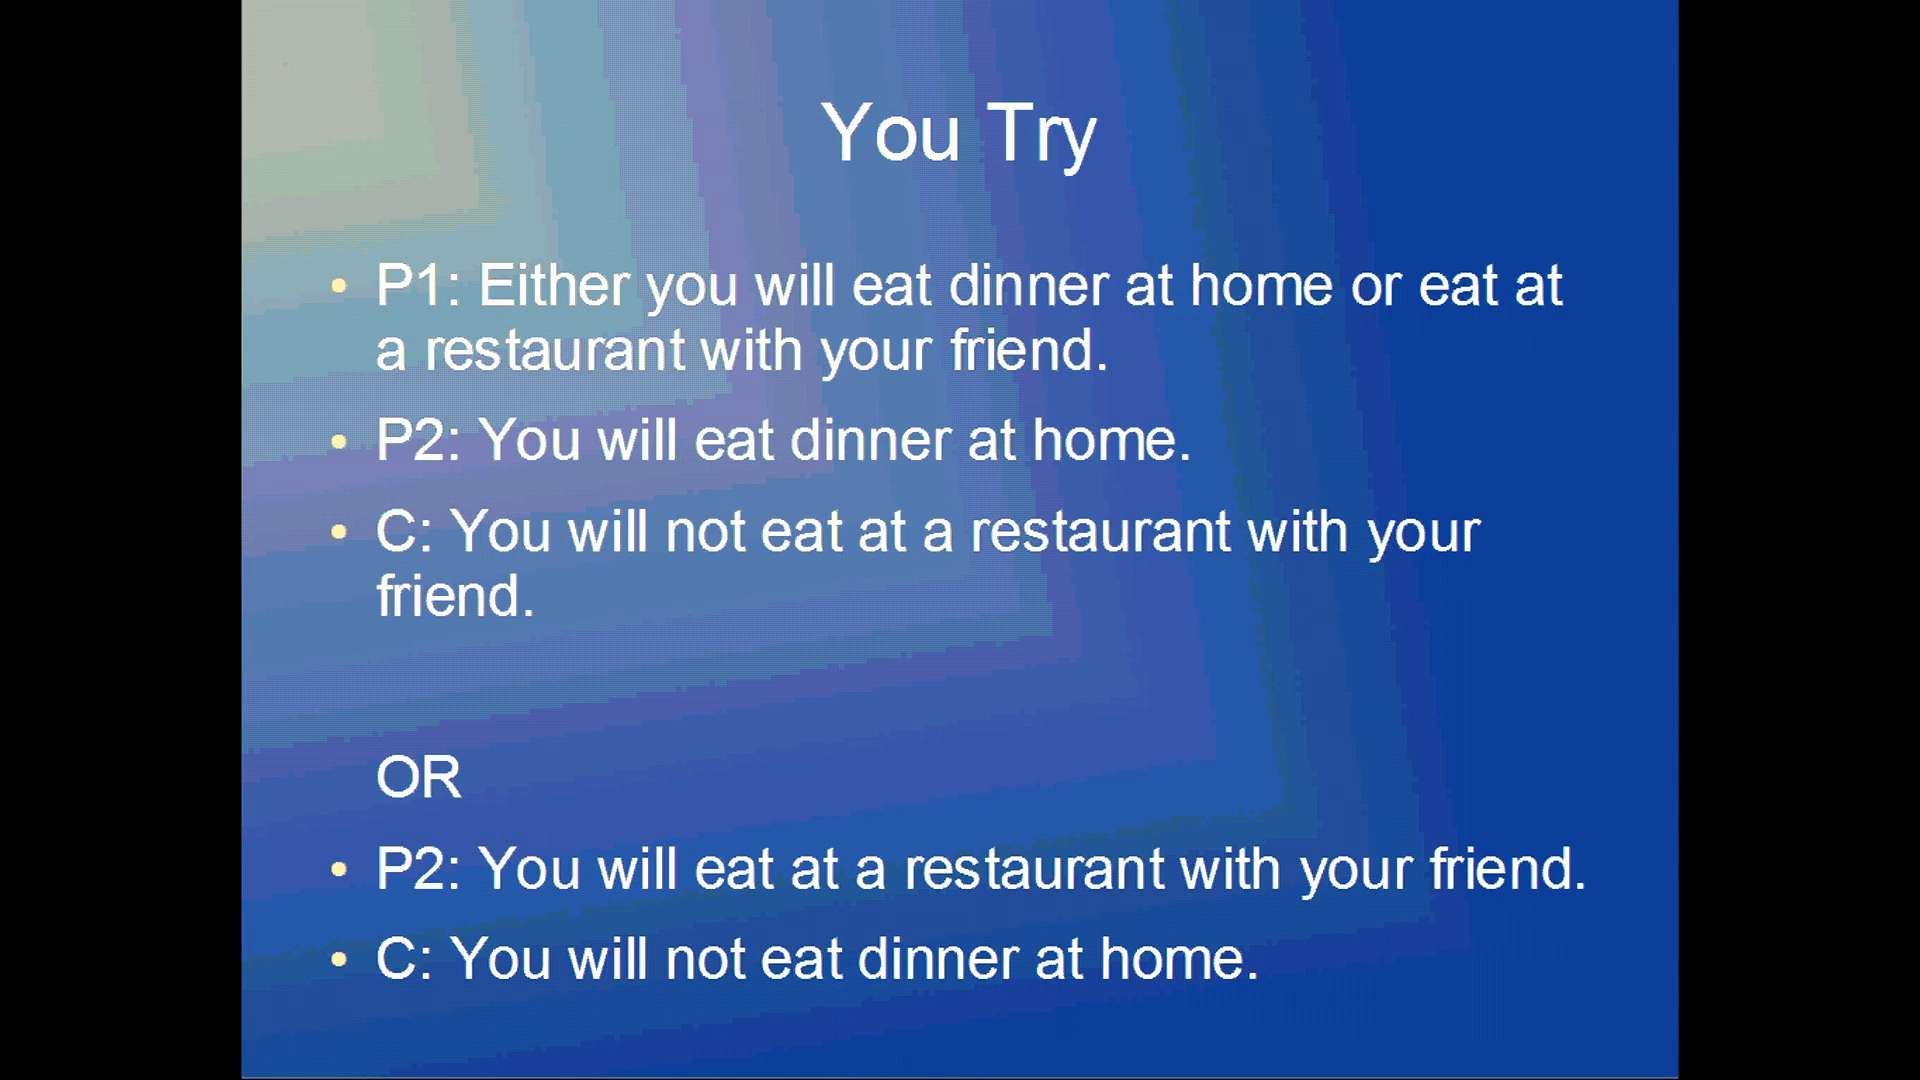 You Try
• P1: Either you will eat dinner at home or eat at
a restaurant with your friend.
• P2: You will eat dinner at home.
• C: You will not eat at a restaurant with your
friend.
OR
• P2: You will eat at a restaurant with your friend.
• C: You will not eat dinner at home.